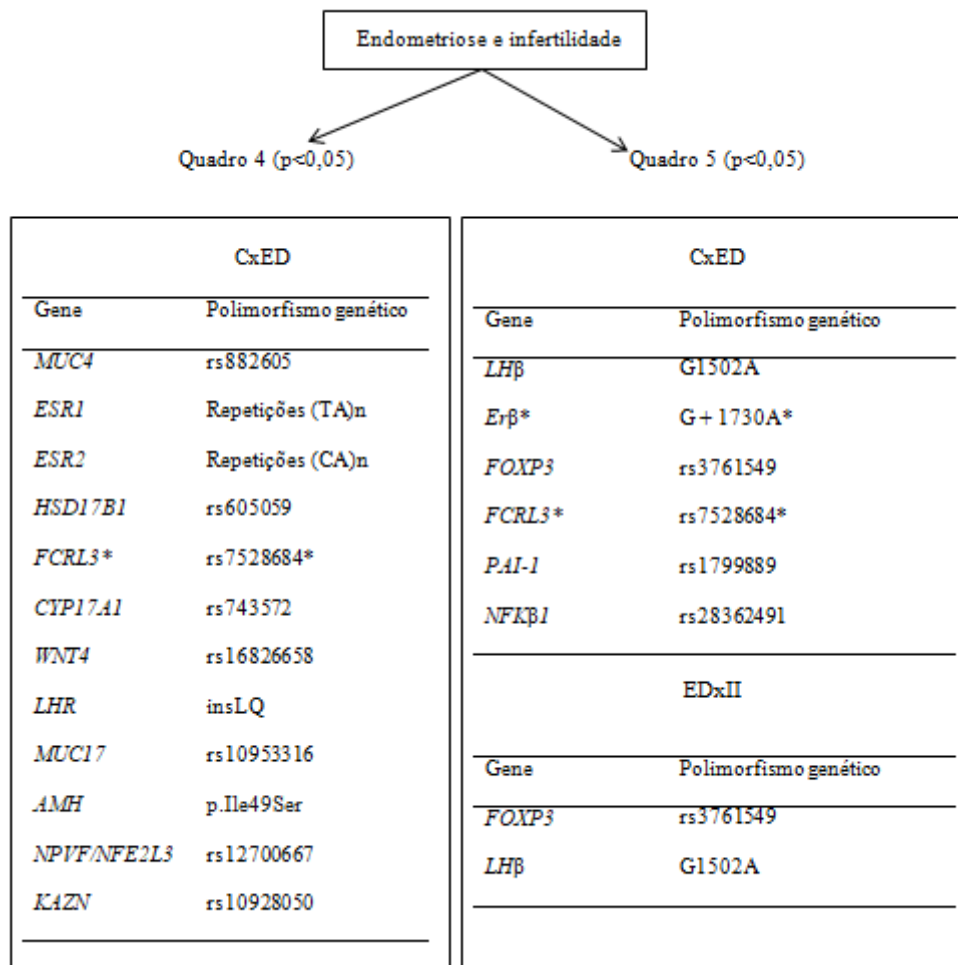 Endometriose e infertilidade
Quadro 4 (p<0,05)
Quadro 5 (p<0,05)
CxED
Gene Polimorfismo genético
MUC4 rs882605
ESR1 Repetições (TA)n
ESR2 Repetições (CA)n
HSD17B1 rs605059
FCRL3* rs7528684*
CYP17A1 rs743572
WNT4 rs16826658
LHR insLQ
MUC17 rs10953316
AMH p.Ile49Ser
NPVF/NFE2L3 rs12700667
KAZN rs10928050
CxED
Gene Polimorfismo genético
LHβ G1502A
Erβ* G+1730A*
FOXP3 rs3761549
FCRL3* rs7528684*
PAI-1 rs1799889
NFKβ1 rs28362491
EDxII
Gene Polimorfismo genético
FOXP3 rs3761549
LHβ G1502A